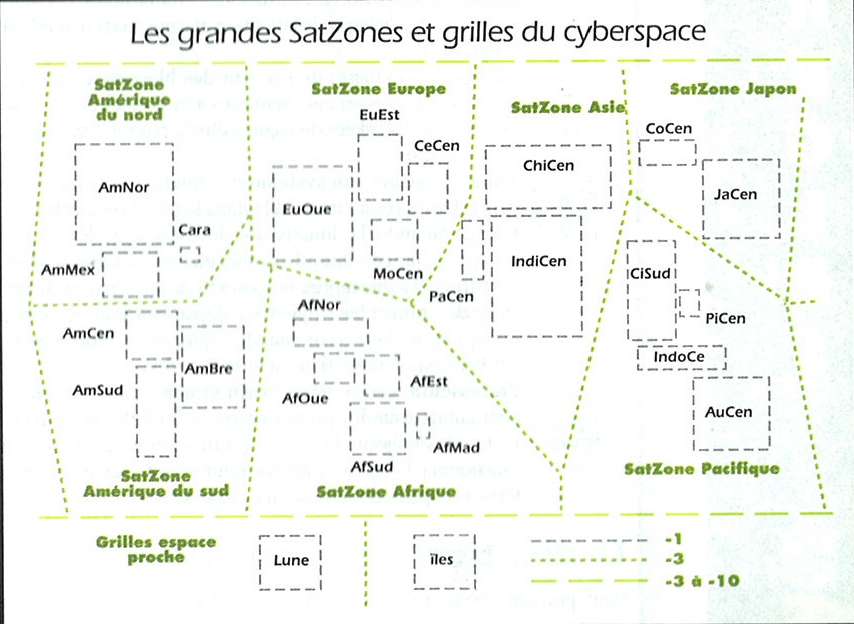 Les grandes SatZones et grilles du cyberspace
SatZone
Amérique
du nord
SatZone Europe
SatZone Asie
SatZone Japon
EuEst
CeCen
CoCen
ChiCen
AmNor
EuOue
JaCen
Cara
AmMex
MoCen
IndiCen
CiSud
PaCen
AfNor
PiCen
AmCen
AmBre
IndoCe
AmSud
AfEst
AfOue
AuCen
AfMad
AfSud
SatZone
Amérique du sud
SatZone Afrique
SatZone Pacifique
Grilles espace
proche
Lune
îles
-1
-3
-3 à -10